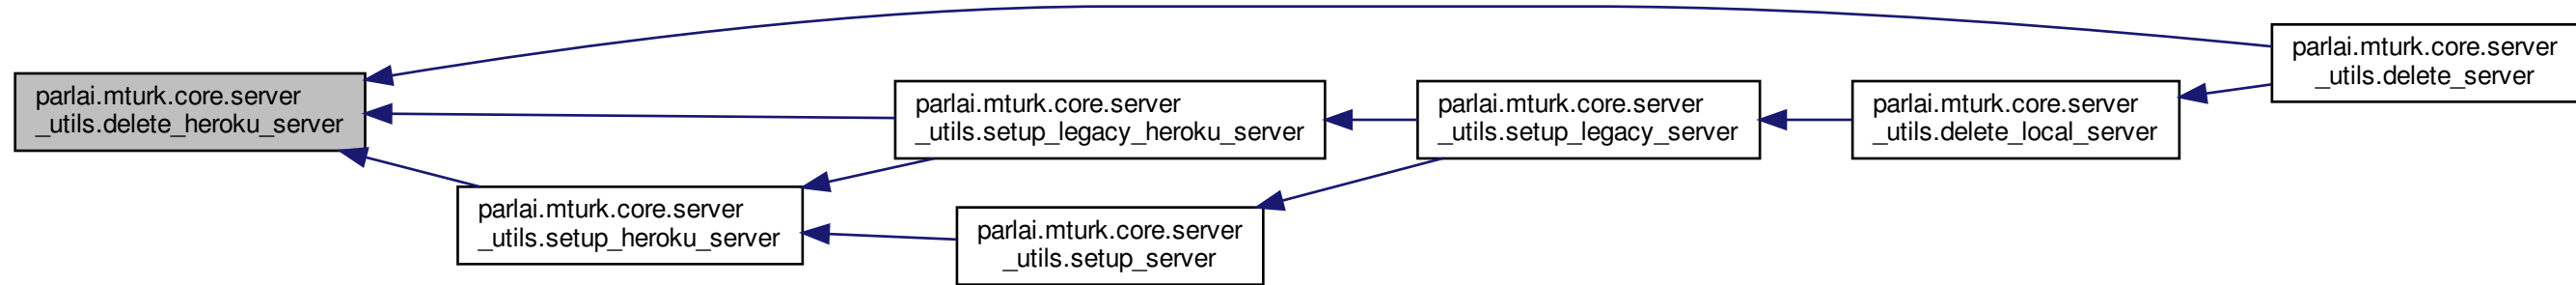 parlai.mturk.core.server
_utils.delete_heroku_server
parlai.mturk.core.server
_utils.setup_legacy_heroku_server
parlai.mturk.core.server
_utils.setup_legacy_server
parlai.mturk.core.server
_utils.delete_local_server
parlai.mturk.core.server
_utils.delete_server
parlai.mturk.core.server
_utils.setup_heroku_server
parlai.mturk.core.server
_utils.setup_server